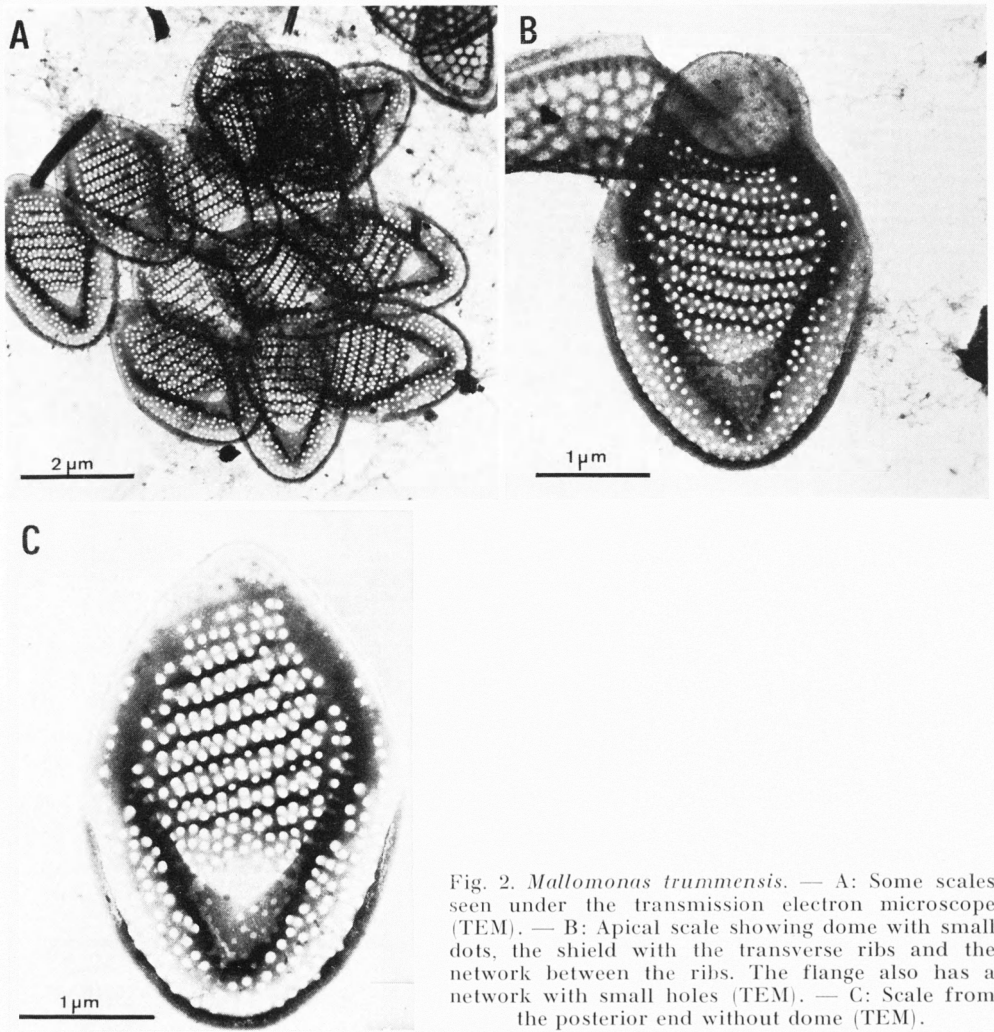 A
B
2 µm
1 µm
C
1 µm
Fig. 2. Mallomonas trummensis. — A: Some scales
seen under the transmission electron microscope
(TEM). — B: Apical scale showing dome with small
dots, the shield with the transverse ribs and the
network between the ribs. The flange also has a
network with small holes (TEM). — C: Scale from
the posterior end without dome (TEM).